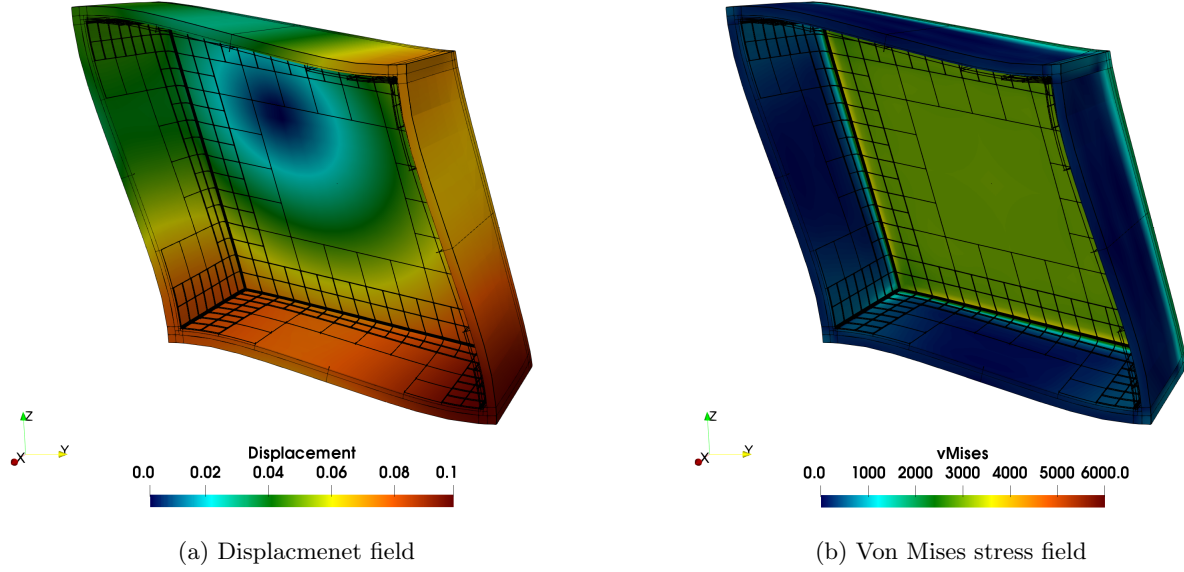 Z
Y
X
Displacement
0.0 0.02 0.04 0.06 0.08 0.1
(a) Displacmenet field
Z
Y
X
vMises
0.0 1000 2000 3000 4000 5000 6000.0
(b) Von Mises stress field